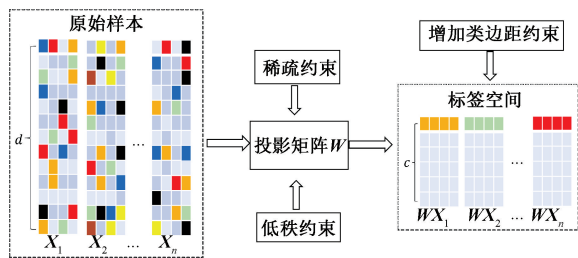 原始样本
d
X1 X2 … Xn
稀疏约束
投影矩阵W
低秩约束
增加类边距约束
标签空间
c
…
WX1 WX2 … WXn